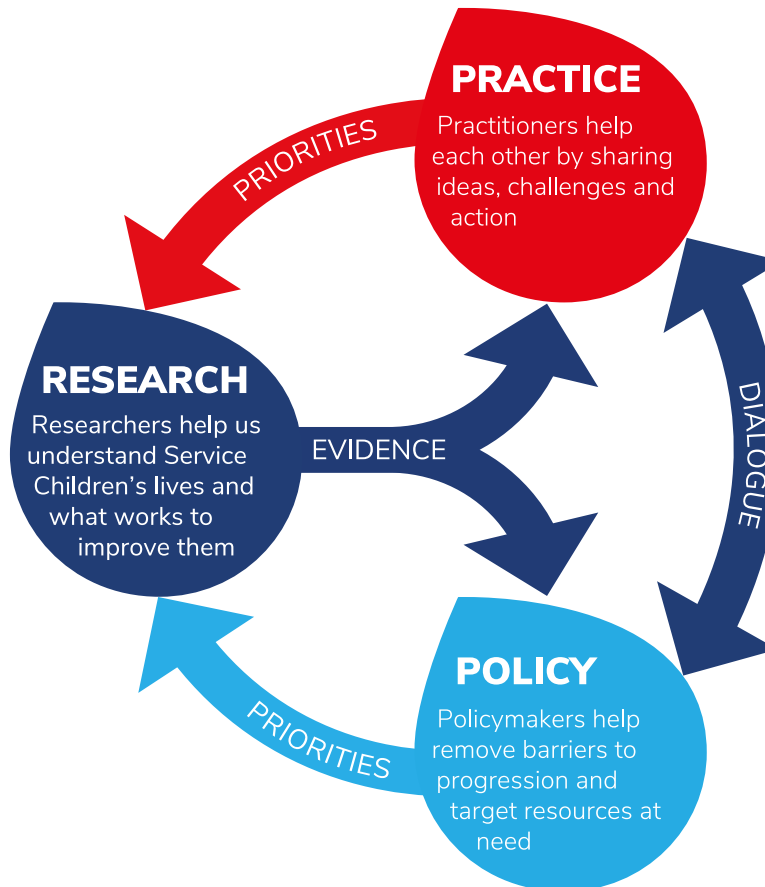 PRACTICE
Practitioners help
each other by sharing
ideas, challenges and
action
PRIORITIES
RESEARCH
Researchers help us
understand Service
Children’s lives and
what works to
improve them
EVIDENCE
DIALOGUE
POLICY
Policymakers help
remove barriers to
progression and
target resources at
need
PRIORITIES